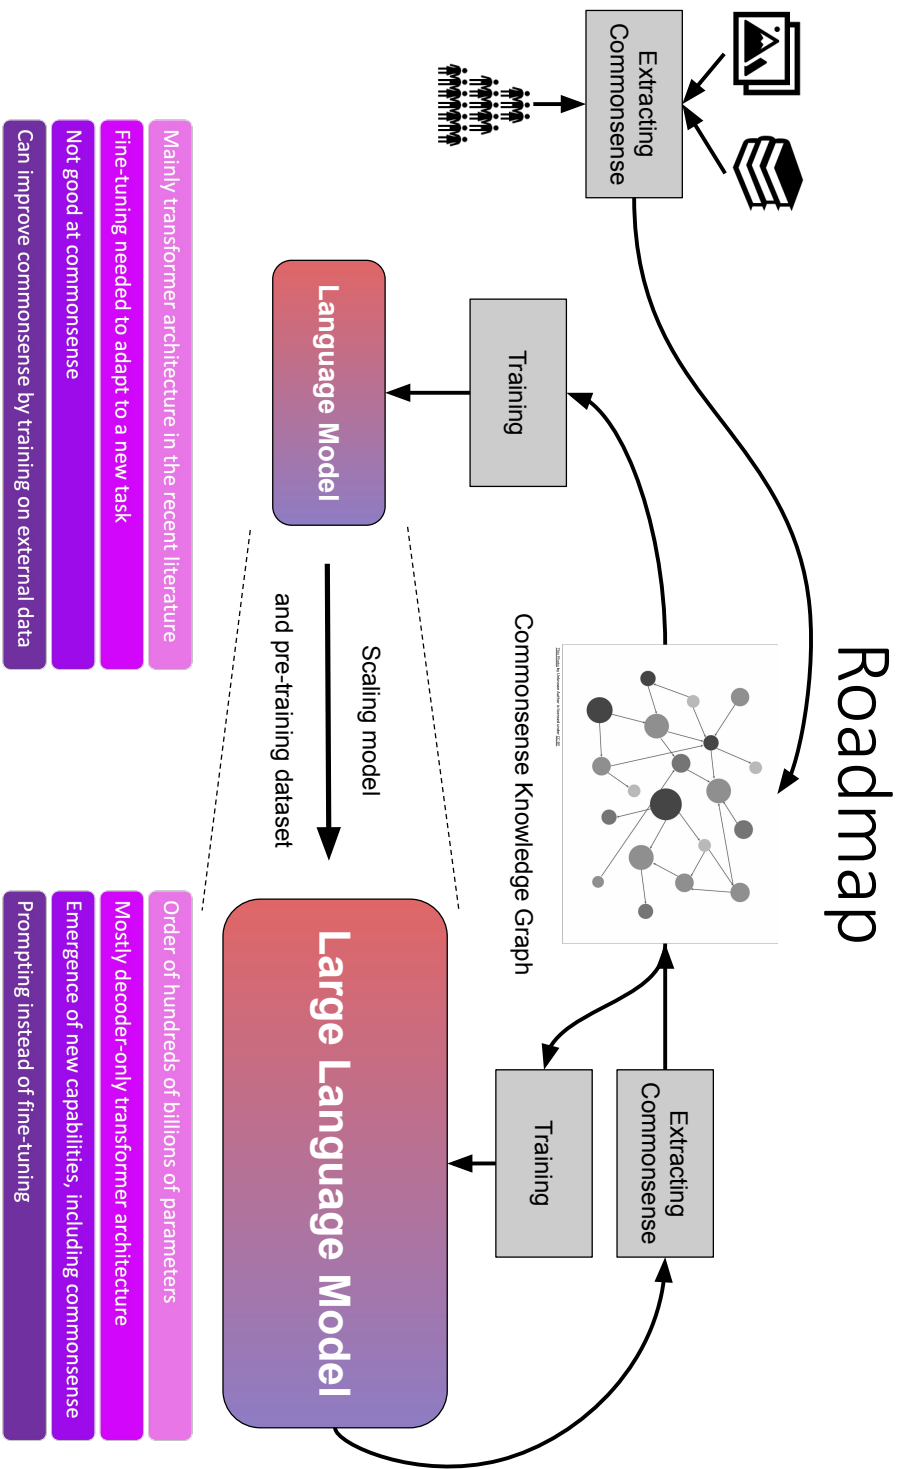 Roadmap
Extracting
Commonsense
Training
Commonsense Knowledge Graph
Extracting
Commonsense
Training
Language Model
Scaling model
and pre-training dataset
Large Language Model
Mainly transformer architecture in the recent literature
Fine-tuning needed to adapt to a new task
Not good at commonsense
Can improve commonsense by training on external data
Order of hundreds of billions of parameters
Mostly decoder-only transformer architecture
Emergence of new capabilities, including commonsense
Prompting instead of fine-tuning